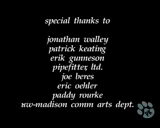 special thanks to
jonathan walley
patrick keating
erik gunneson
pipefitter, ltd.
joe beres
eric oehler
paddy rourke
uw-madison comm arts dept.